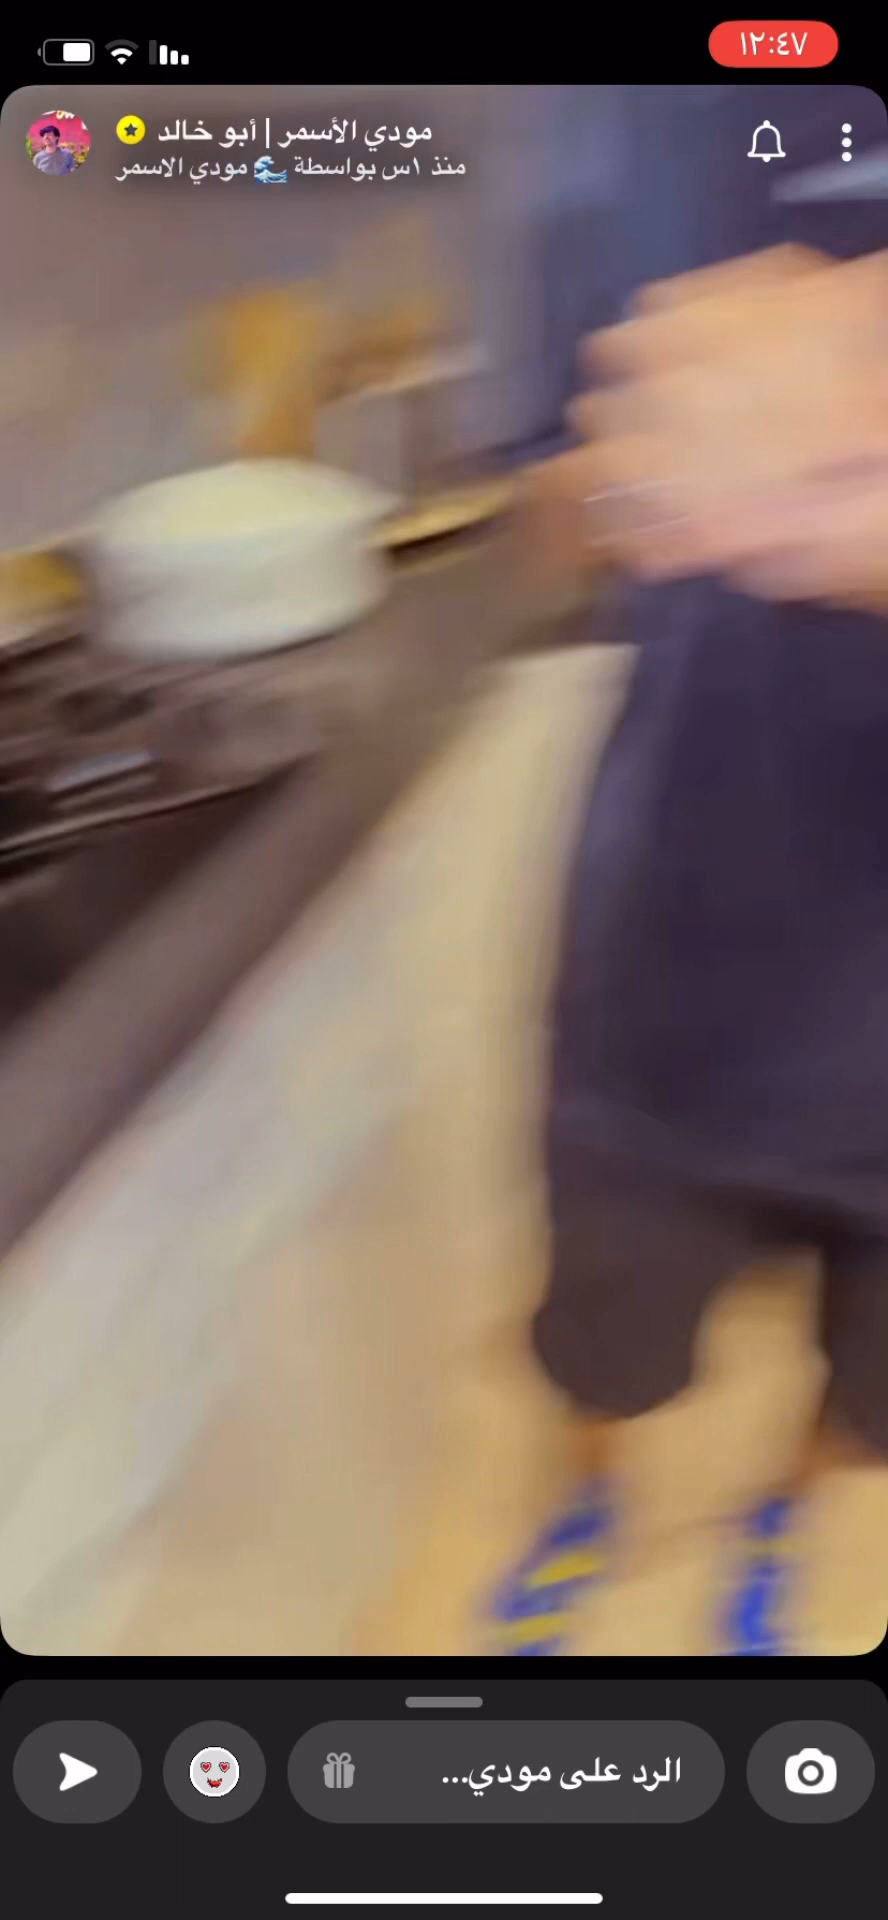 ١٢:٤٧
مودي الأسمر | أبو خالد
منذ ١س بواسطة 🌊 مودي الاسمر
الرد على مودي...